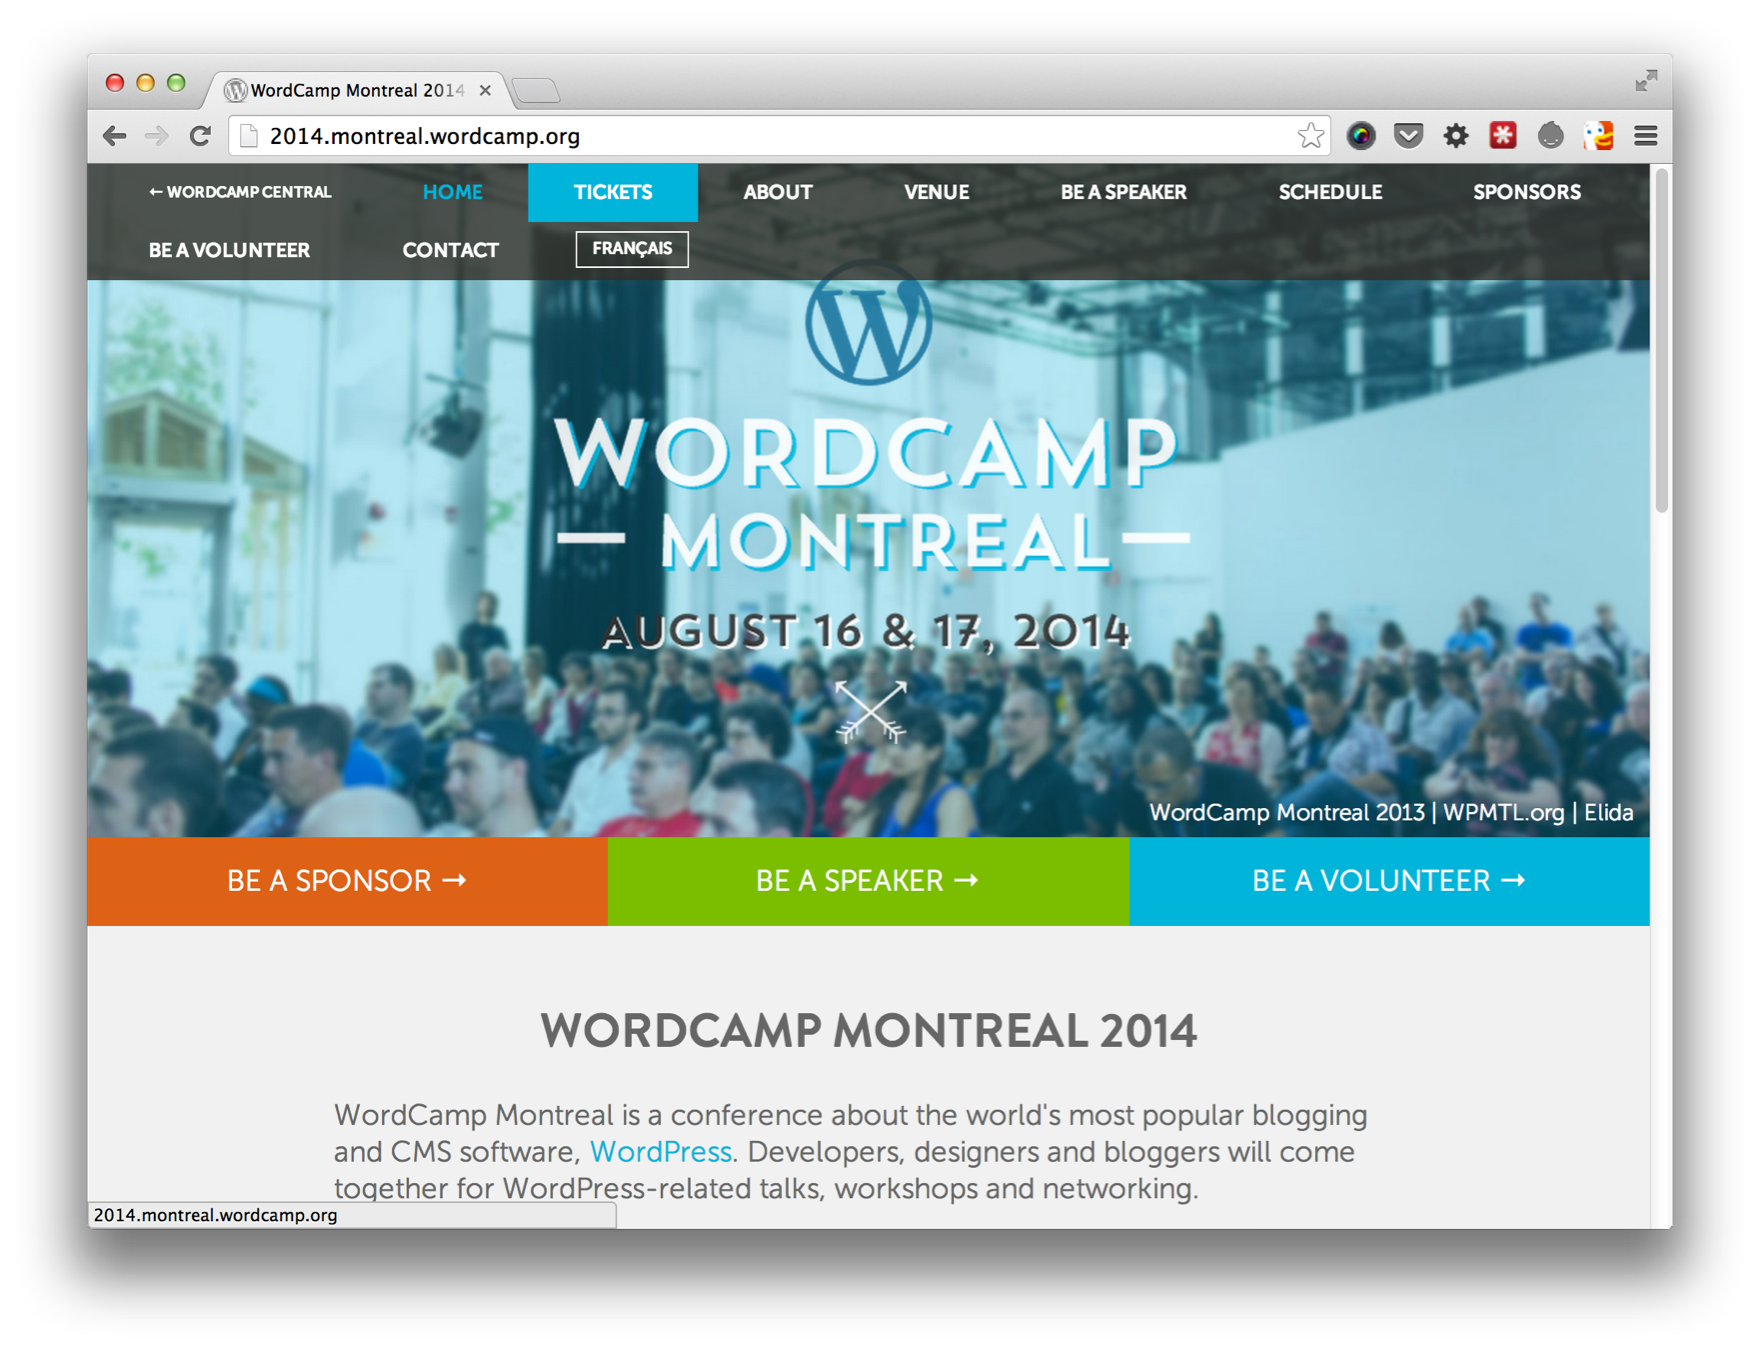 WordCamp Montreal 2014
2014.montreal.wordcamp.org
← WORDCAMP CENTRAL HOME TICKETS ABOUT VENUE BE A SPEAKER SCHEDULE SPONSORS
BE A VOLUNTEER CONTACT FRANÇAIS
WORDCAMP
— MONTREAL —
AUGUST 16 & 17, 2014
WordCamp Montreal 2013 | WPMTL.org | Elida
BE A SPONSOR → BE A SPEAKER → BE A VOLUNTEER →
WORDCAMP MONTREAL 2014
WordCamp Montreal is a conference about the world's most popular blogging
and CMS software, WordPress. Developers, designers and bloggers will come
together for WordPress-related talks, workshops and networking.
2014.montreal.wordcamp.org